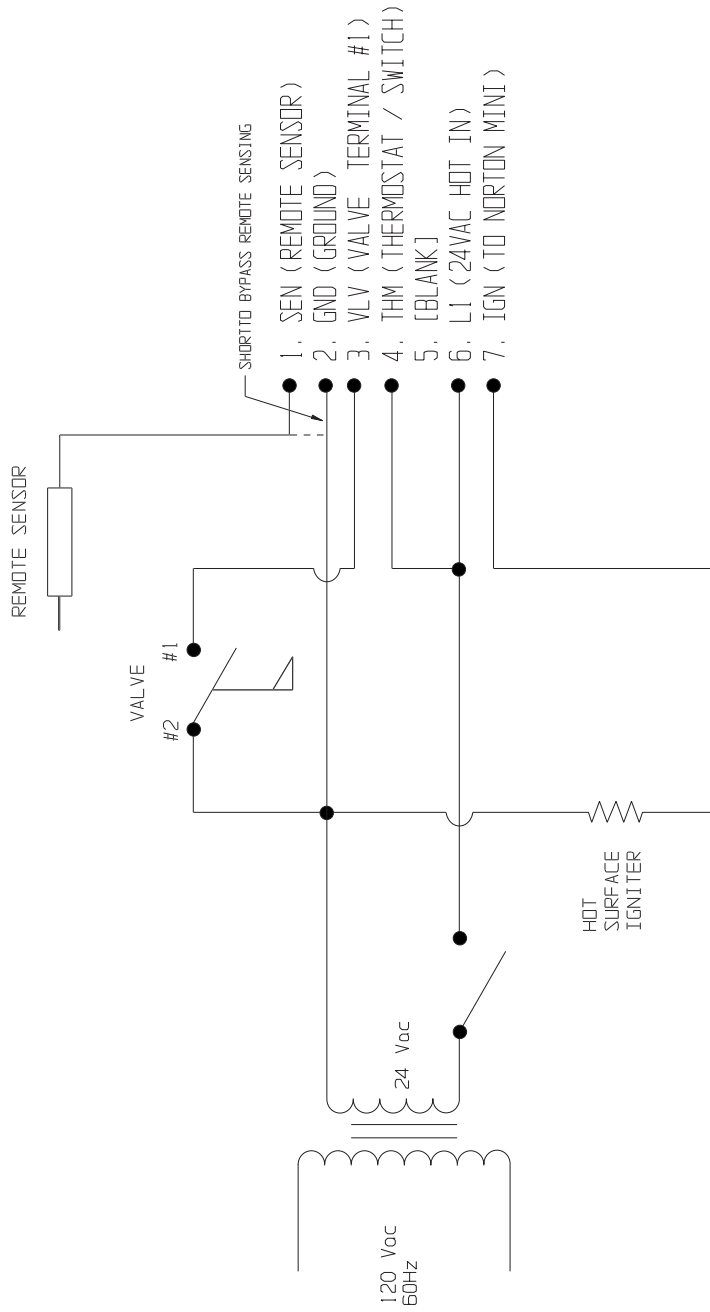 REMOTE SENSOR
SHORTTO BYPASS REMOTE SENSING
VALVE
#2
#1
1. SEN (REMOTE SENSOR)
2. GND (GROUND)
3. VLV (VALVE TERMINAL #1)
4. THM (THERMOSTAT / SWITCH)
5. [BLANK]
6. L1 (24VAC HOT IN)
7. IGN (TO NORTON MINI)
120 Vac
60Hz
24 Vac
HOT
SURFACE
IGNITER